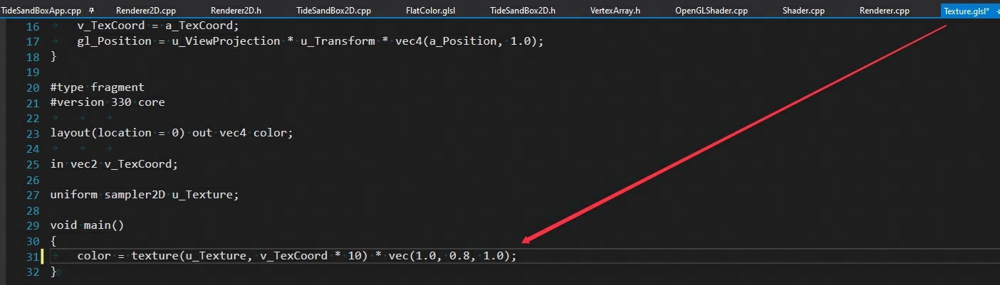 TideSandBoxApp.cpp Renderer2D.cpp Renderer2D.h TideSandBox2D.cpp FlatColor.glsl TideSandBox2D.h VertexArray.h OpenGLShader.cpp Shader.cpp Renderer.cpp Texture.glsl*
16 v_TexCoord = a_TexCoord;
17 gl_Position = u_ViewProjection * u_Transform * vec4(a_Position, 1.0);
18 }
19
20 #type fragment
21 #version 330 core
22
23 layout(location = 0) out vec4 color;
24
25 in vec2 v_TexCoord;
26
27 uniform sampler2D u_Texture;
28
29 void main()
30 {
31 color = texture(u_Texture, v_TexCoord * 10) * vec(1.0, 0.8, 1.0);
32 }